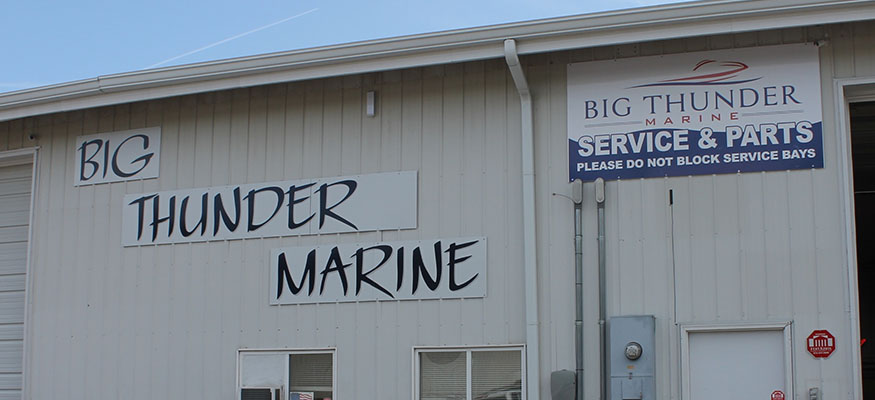 BIG
THUNDER
MARINE
BIG THUNDER
MARINE
SERVICE & PARTS
PLEASE DO NOT BLOCK SERVICE BAYS